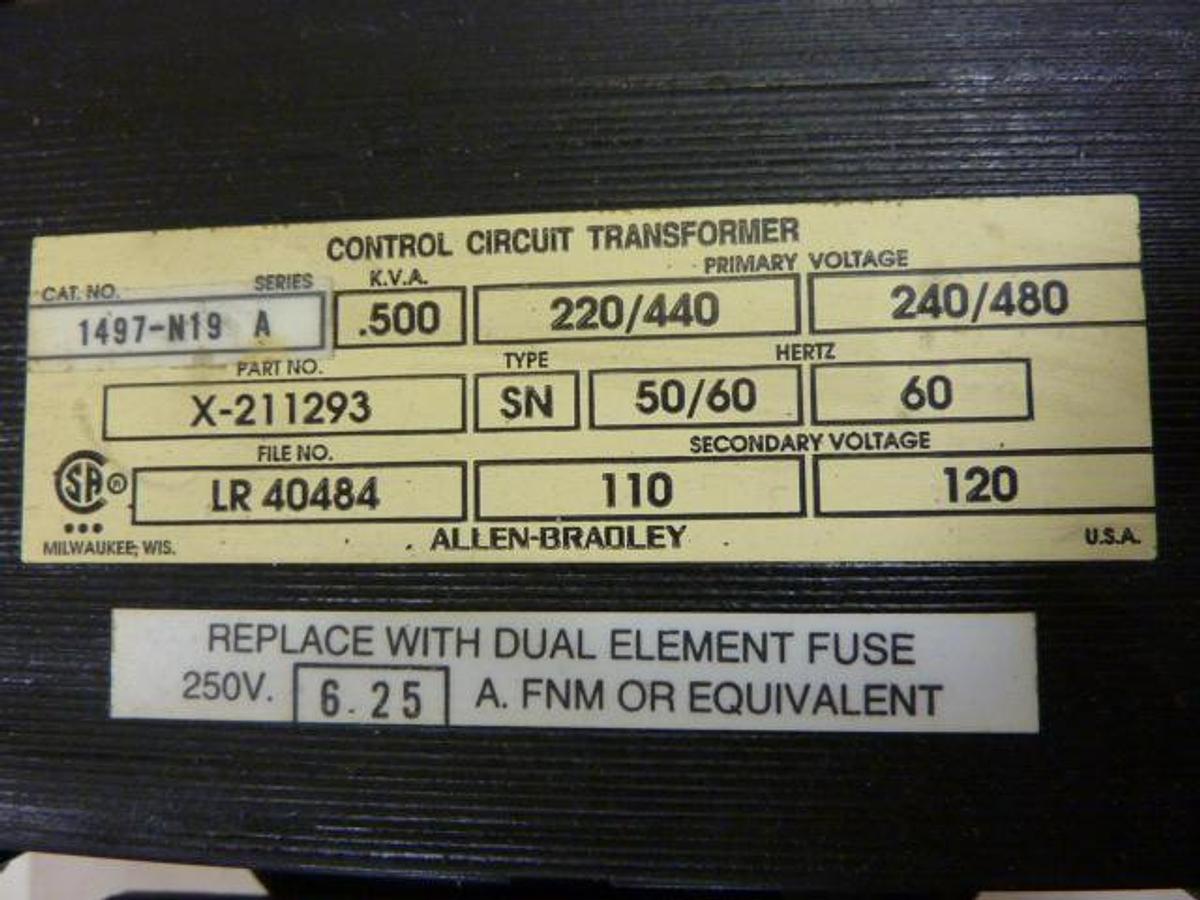 CONTROL CIRCUIT TRANSFORMER
CAT. NO. SERIES K.V.A. PRIMARY VOLTAGE
1497-N19 A .500 220/440 240/480
PART NO. TYPE HERTZ
X-211293 SN 50/60 60
FILE NO. SECONDARY VOLTAGE
SA ® LR 40484 110 120
MILWAUKEE, WIS. ALLEN-BRADLEY U.S.A.
REPLACE WITH DUAL ELEMENT FUSE
250V. 6.25 A. FNM OR EQUIVALENT